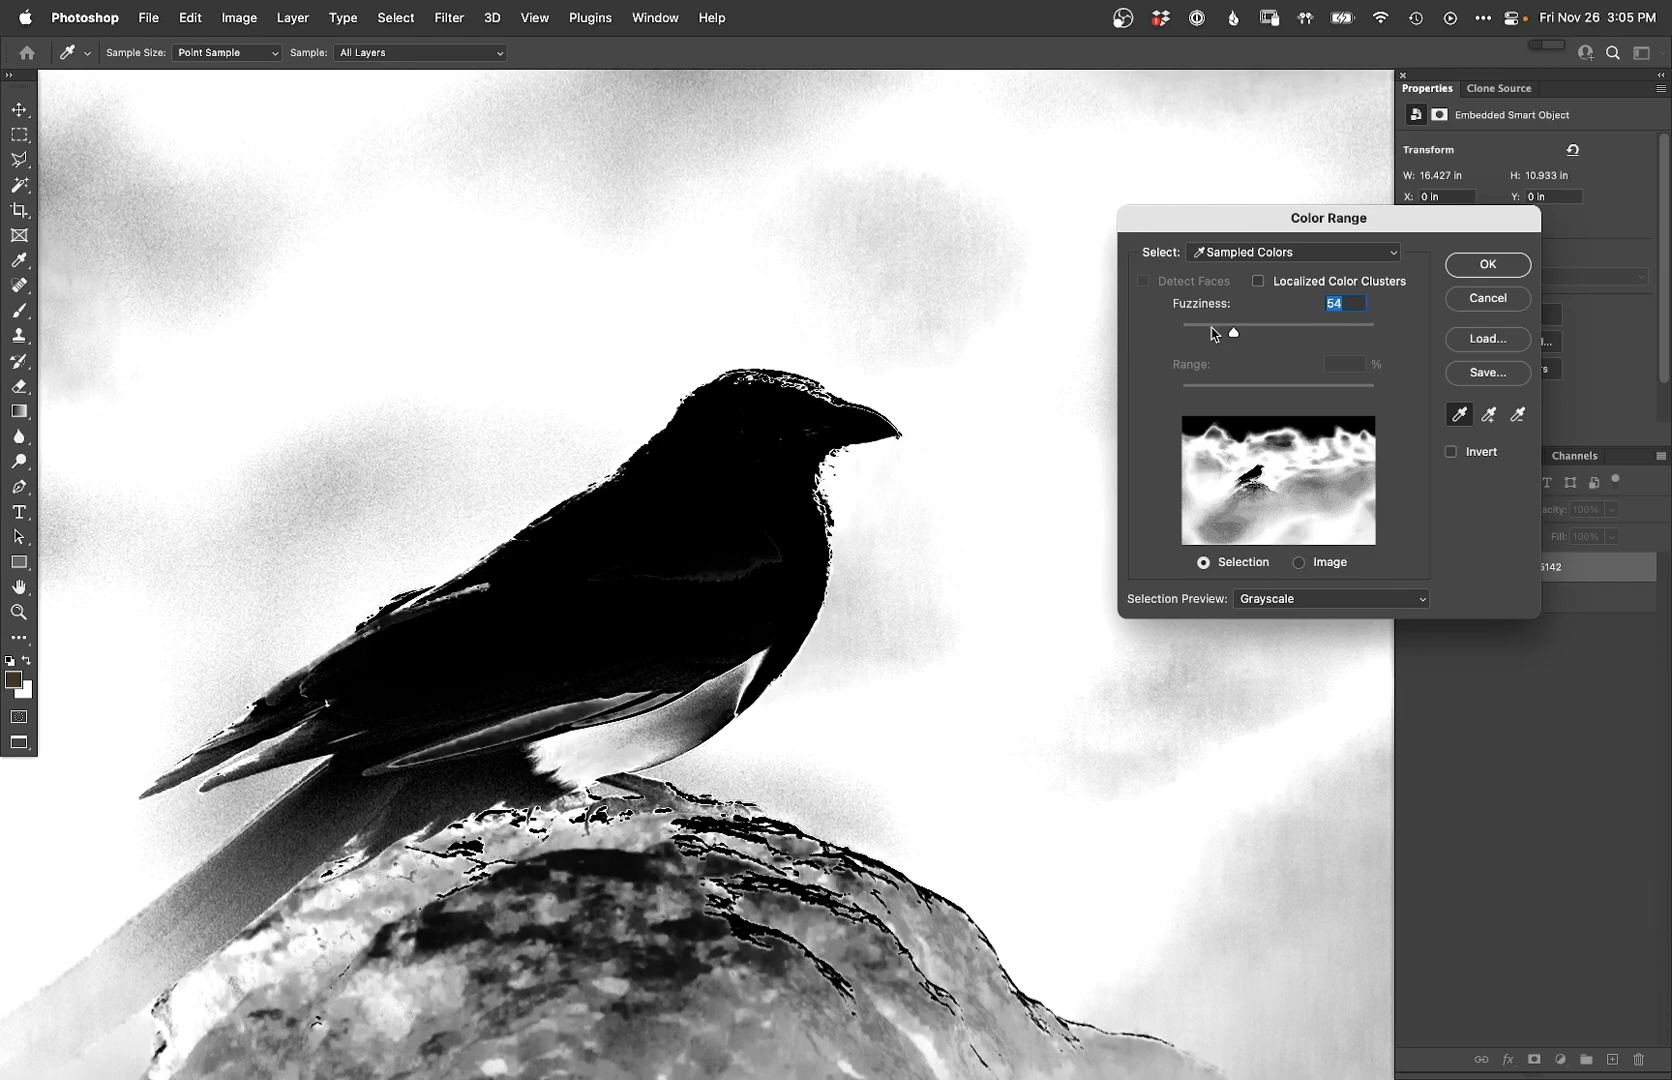 Photoshop File Edit Image Layer Type Select Filter 3D View Plugins Window Help Fri Nov 26 3:05 PM
Sample Size: Point Sample Sample: All Layers
Properties Clone Source
Embedded Smart Object
Transform
W: 16.427 in H: 10.933 in
X: 0 in Y: 0 in
Color Range
Select: Sampled Colors
OK
Detect Faces Localized Color Clusters
Cancel
Fuzziness: 54
Load...
Range: %
Save...
Invert
Channels
Selection Image
Selection Preview: Grayscale
acity: 100%
Fill: 100%
5142
fx